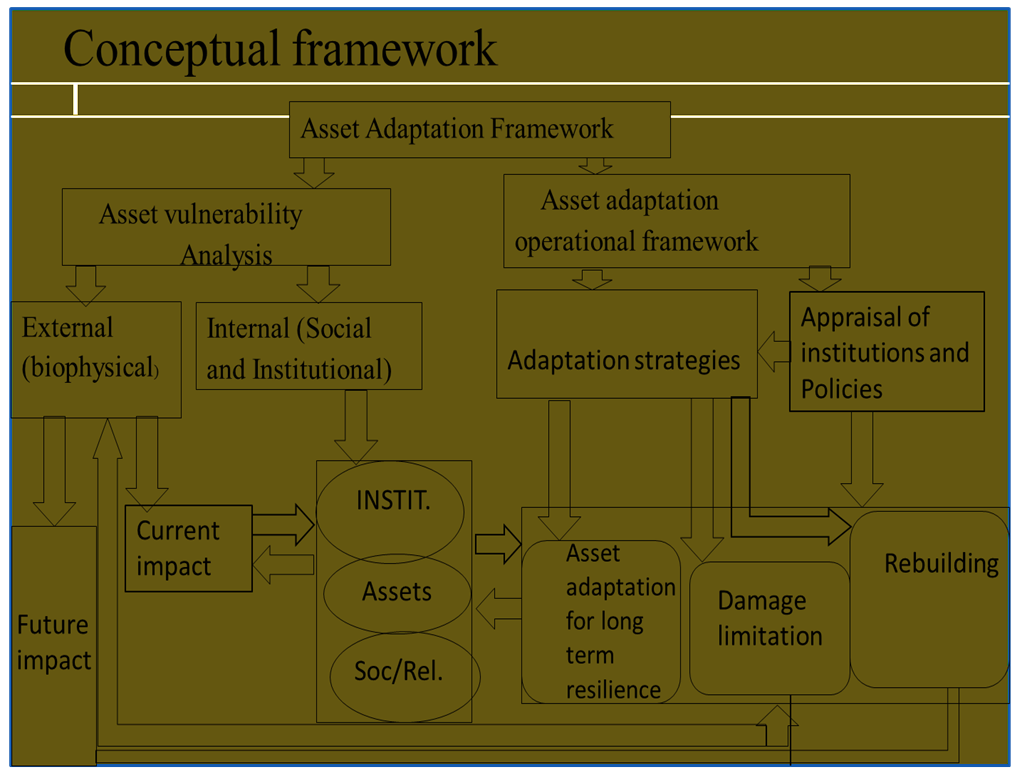 Conceptual framework
Asset Adaptation Framework
Asset vulnerability
Analysis
Asset adaptation
operational framework
External
(biophysical)
Internal (Social
and Institutional)
Adaptation strategies
Appraisal of
institutions and
Policies
INSTIT.
Assets
Soc/Rel.
Current
impact
Future
impact
Asset
adaptation
for long
term
resilience
Damage
limitation
Rebuilding